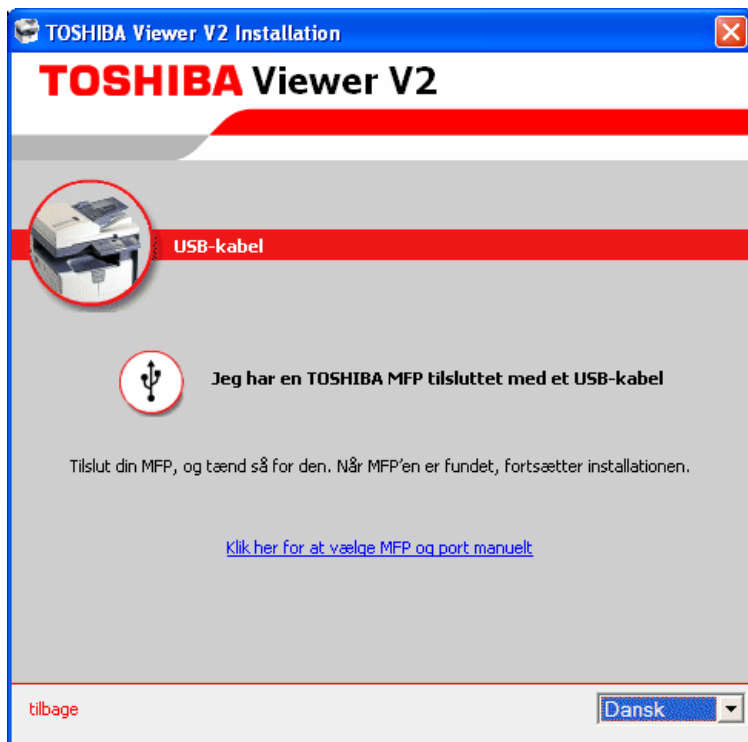 TOSHIBA Viewer V2 Installation
TOSHIBA Viewer V2
USB-kabel
Jeg har en TOSHIBA MFP tilsluttet med et USB-kabel
Tilslut din MFP, og tænd så for den. Når MFP'en er fundet, fortsætter installationen.
Klik her for at vælge MFP og port manuelt
tilbage
Dansk